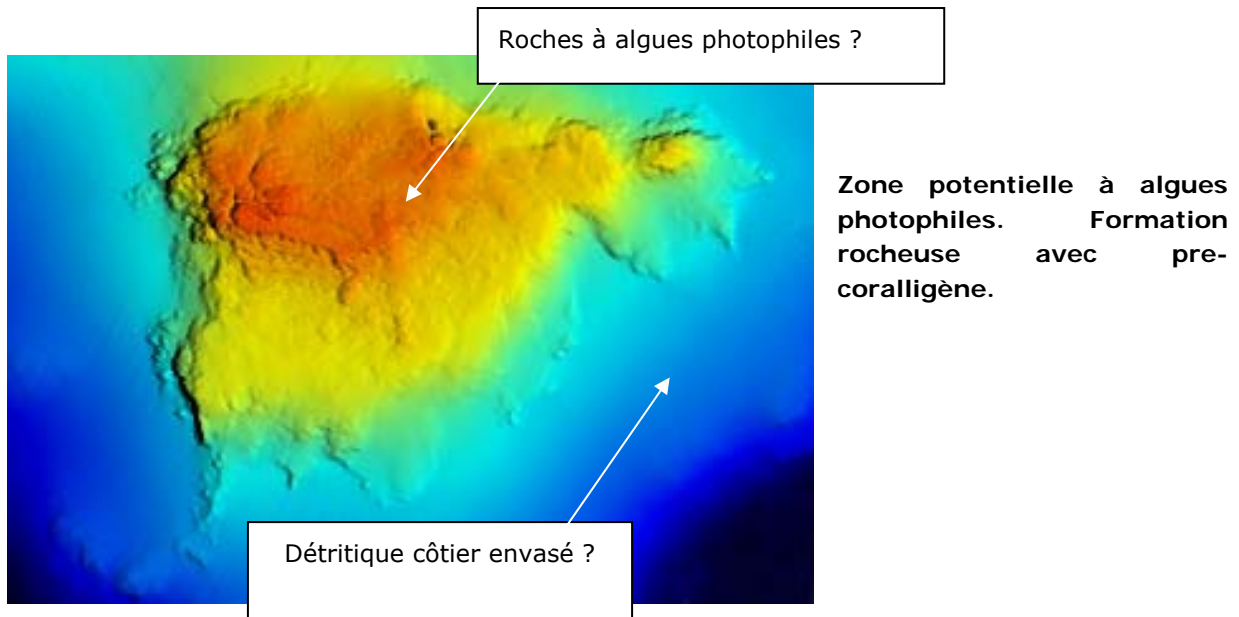 Roches à algues photophiles ?
Zone potentielle à algues
photophiles. Formation
rocheuse avec pre-
coralligène.
Détritique côtier envasé ?